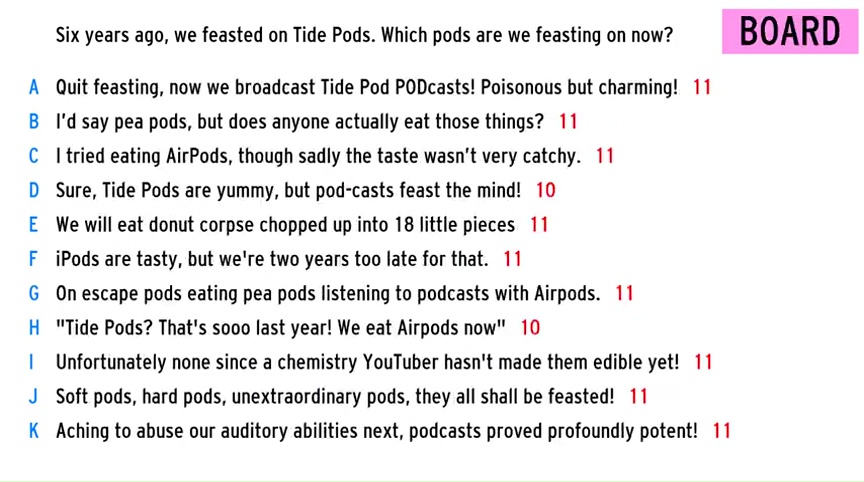 Six years ago, we feasted on Tide Pods. Which pods are we feasting on now?
BOARD
A Quit feasting, now we broadcast Tide Pod PODcasts! Poisonous but charming! 11
B I'd say pea pods, but does anyone actually eat those things? 11
C I tried eating AirPods, though sadly the taste wasn't very catchy. 11
D Sure, Tide Pods are yummy, but pod-casts feast the mind! 10
E We will eat donut corpse chopped up into 18 little pieces 11
F iPods are tasty, but we're two years too late for that. 11
G On escape pods eating pea pods listening to podcasts with Airpods. 11
H "Tide Pods? That's sooo last year! We eat Airpods now" 10
I Unfortunately none since a chemistry YouTuber hasn't made them edible yet! 11
J Soft pods, hard pods, unextraordinary pods, they all shall be feasted! 11
K Aching to abuse our auditory abilities next, podcasts proved profoundly potent! 11